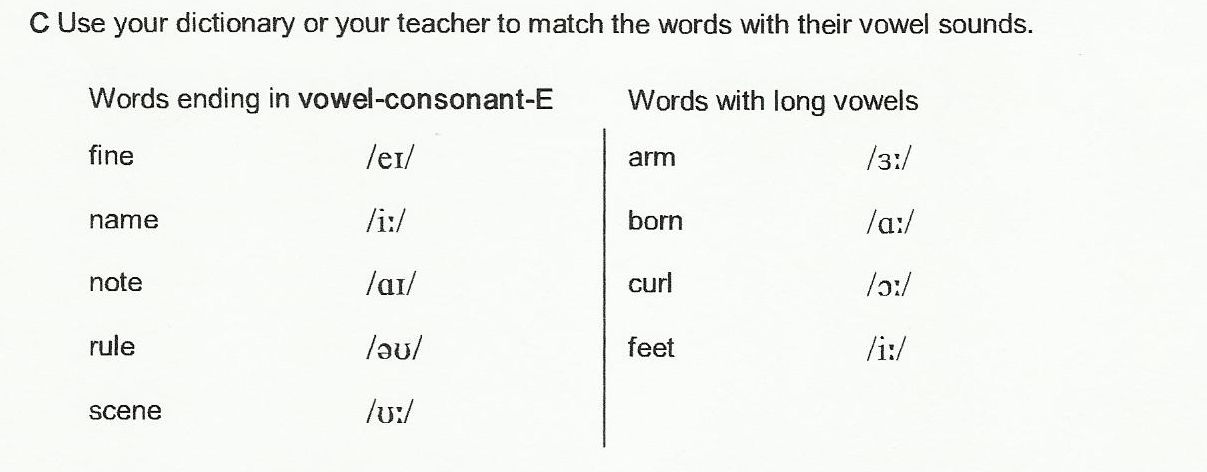 C Use your dictionary or your teacher to match the words with their vowel sounds.
Words ending in vowel-consonant-E Words with long vowels
fine /eɪ/ arm /ɜː/
name /iː/ born /ɑː/
note /ɑɪ/ curl /ɔː/
rule /əʊ/ feet /iː/
scene /ʊː/